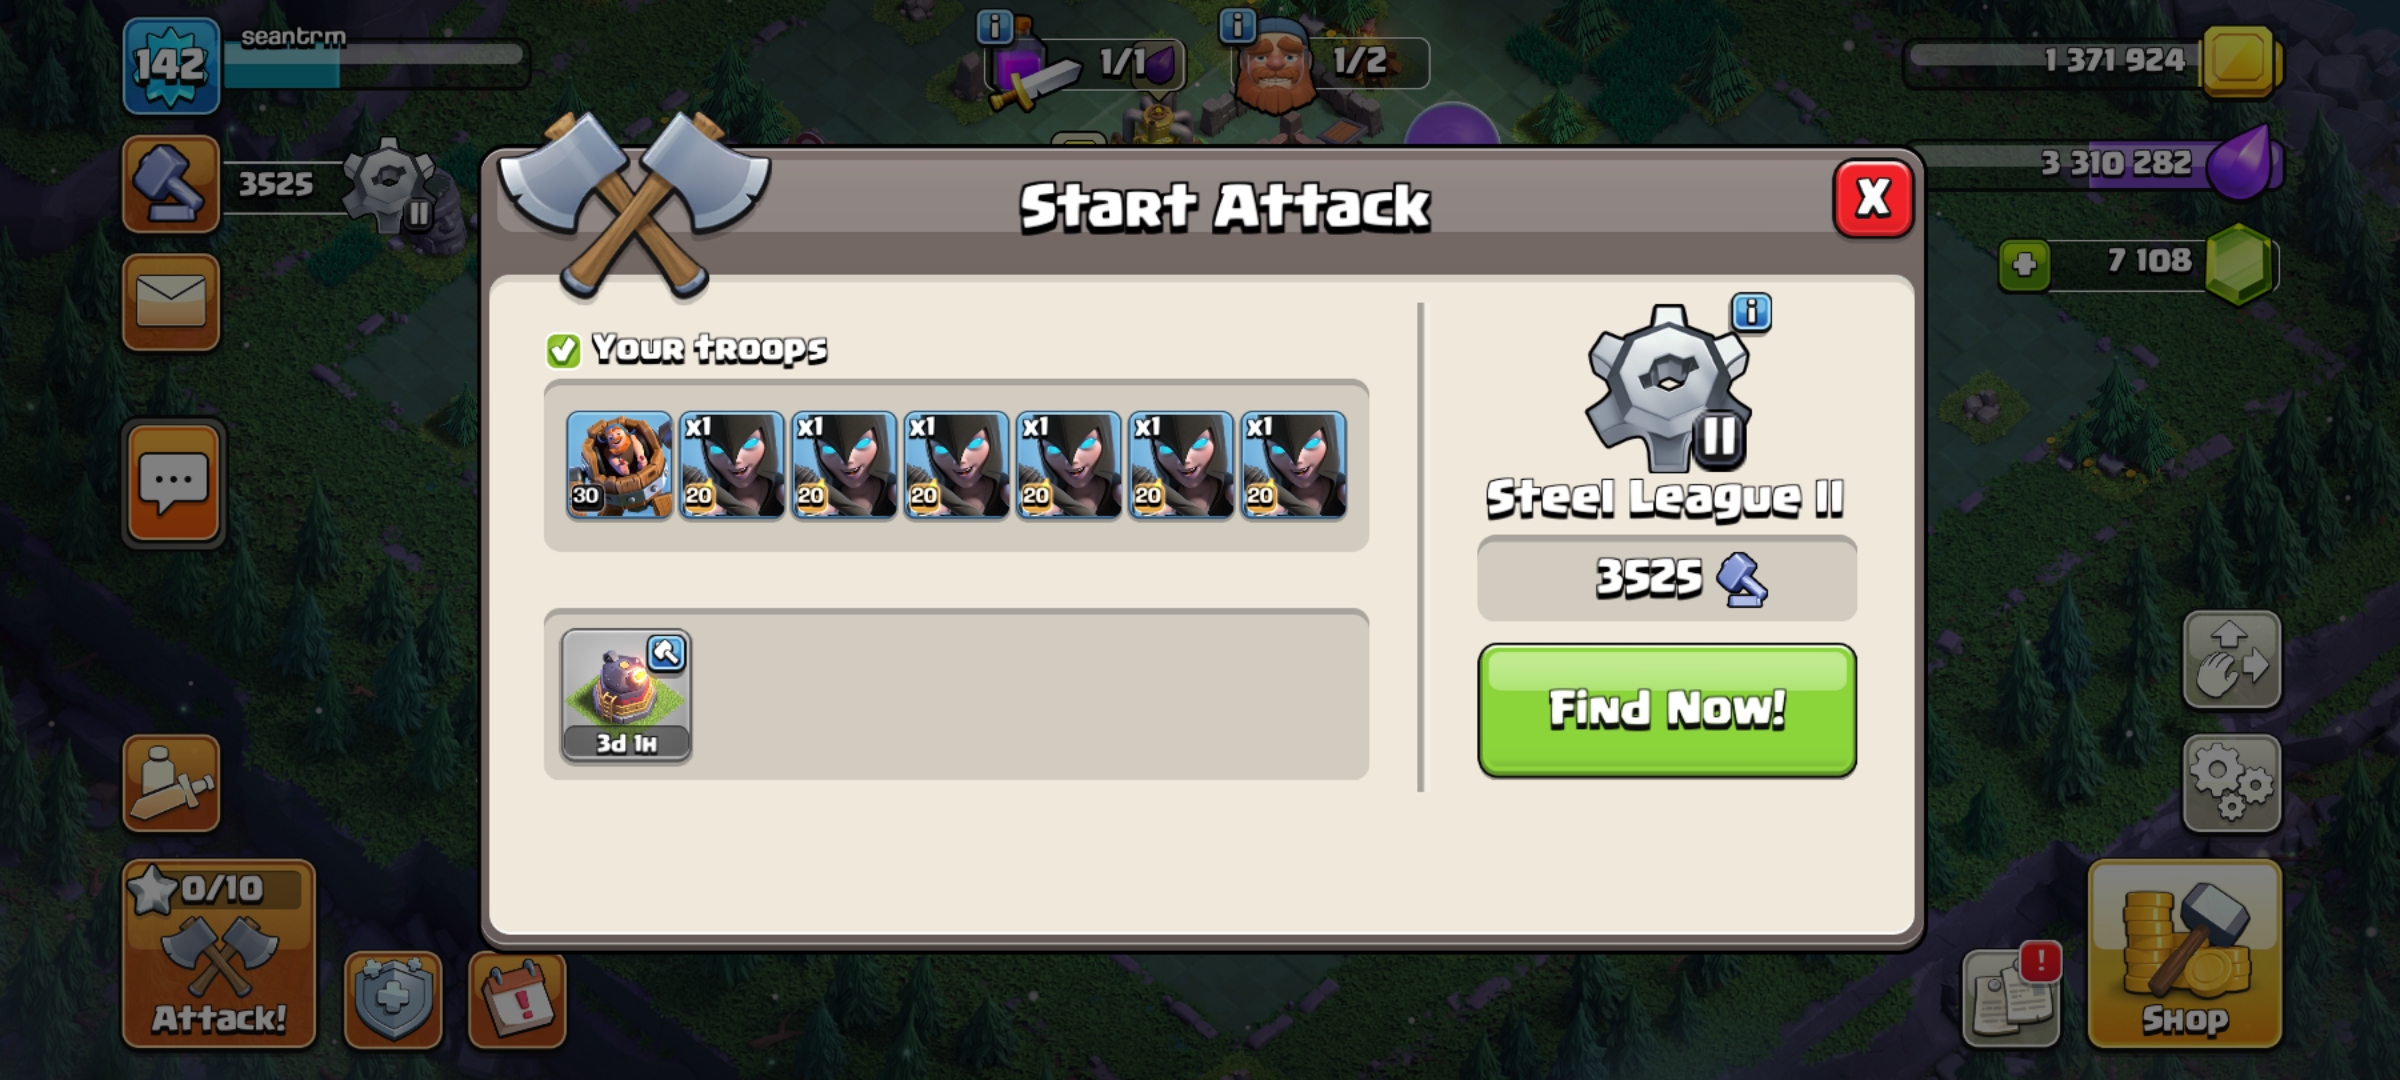 142
seantrm
1/1
1/2
1 371 924
3525
3 310 282
7 108
Start Attack
X
Your troops
30
x1
20
x1
20
x1
20
x1
20
x1
20
x1
20
3d 1H
II
Steel League II
3525
Find Now!
0/10
Attack!
Shop